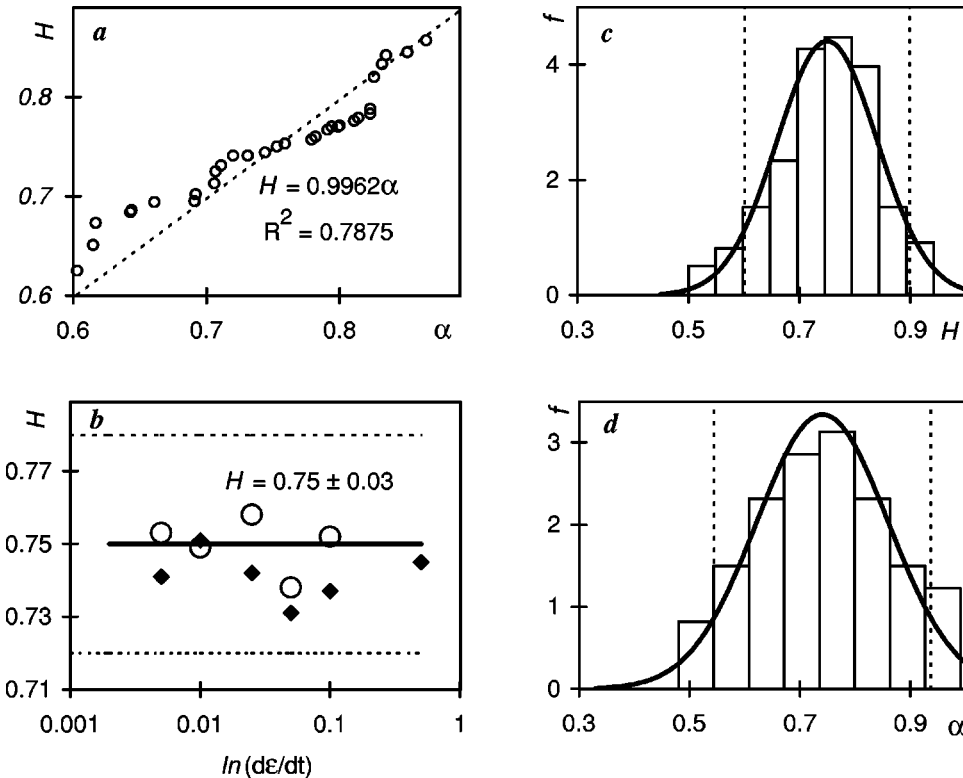 a
H
0.8
0.7
0.6
0.6 0.7 0.8 α
H = 0.9962α
R² = 0.7875
c
f
4
2
0
0.3 0.5 0.7 0.9 H
b
H
0.77
0.75
0.73
0.71
0.001 0.01 0.1 1
H = 0.75 ± 0.03
ln (dε/dt)
d
f
3
2
1
0
0.3 0.5 0.7 0.9 α